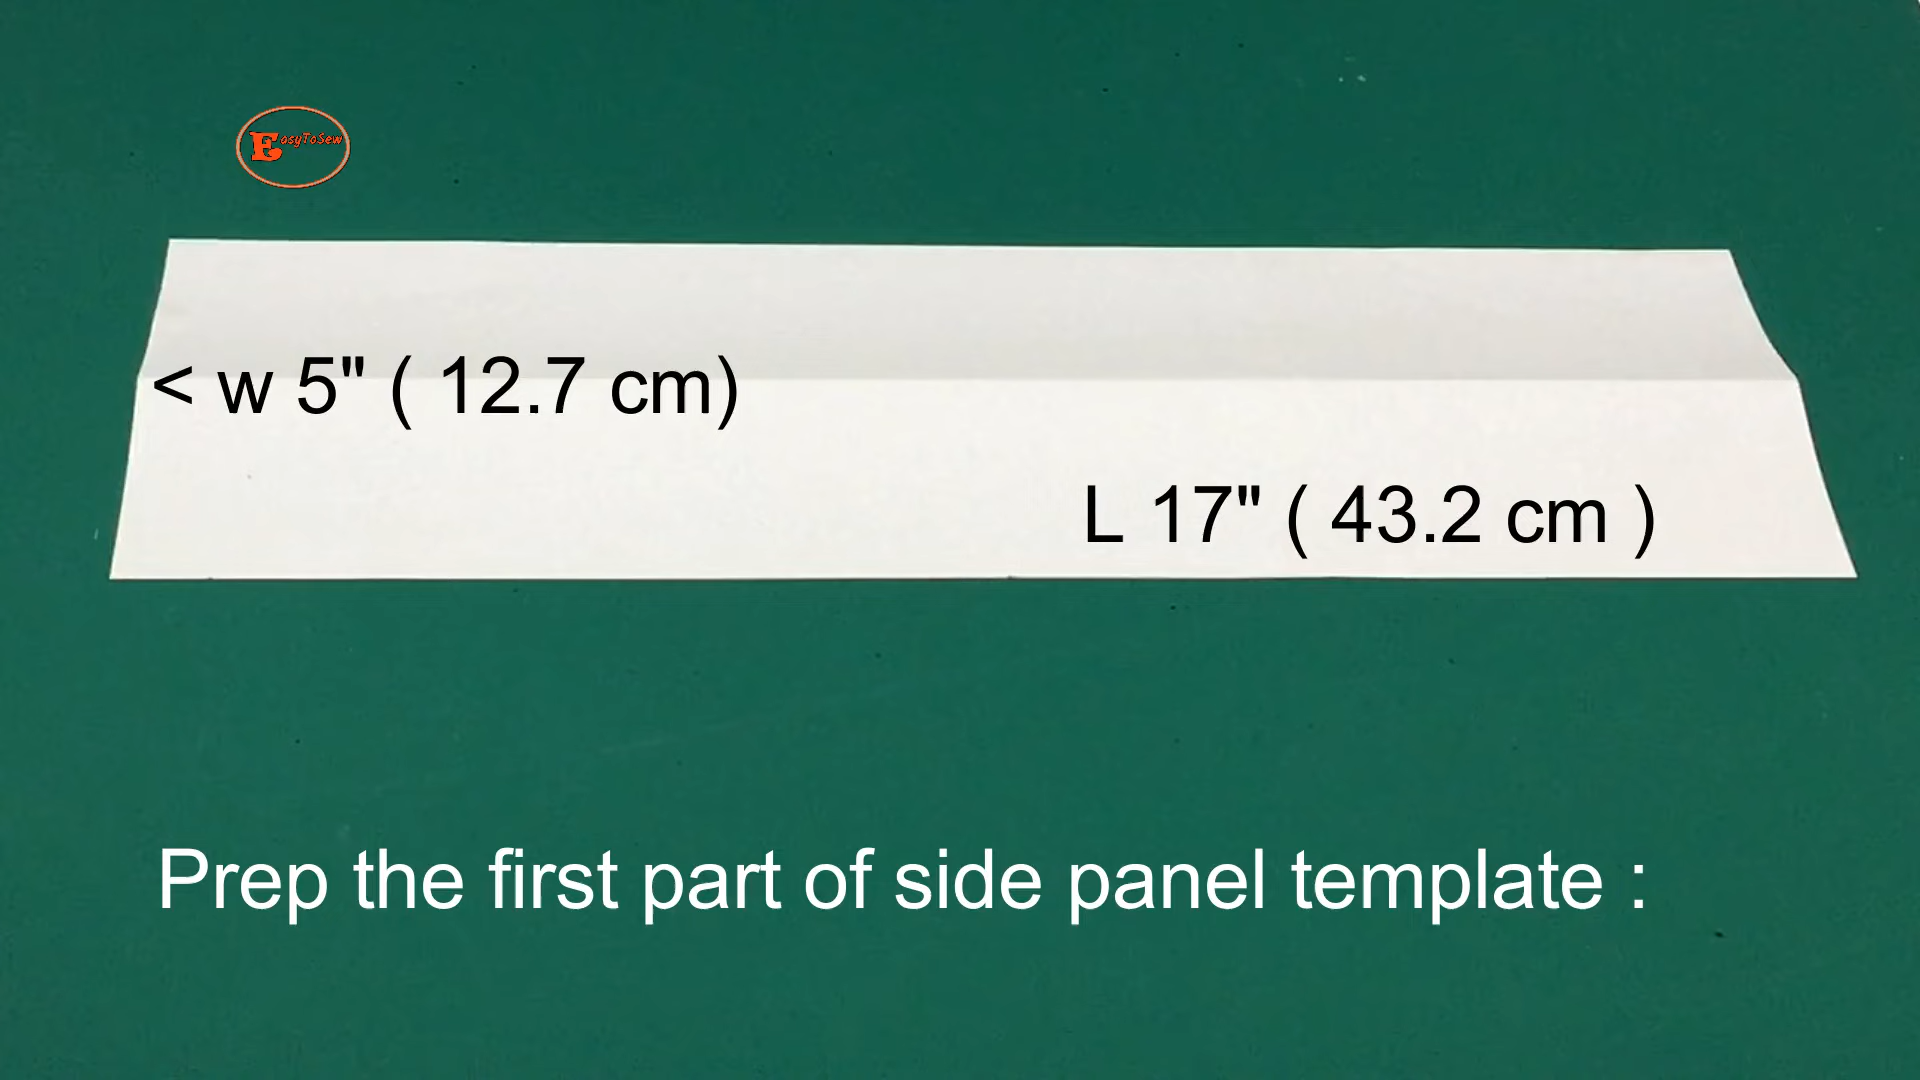 EasyToSew
< w 5" ( 12.7 cm)
L 17" ( 43.2 cm )
Prep the first part of side panel template :